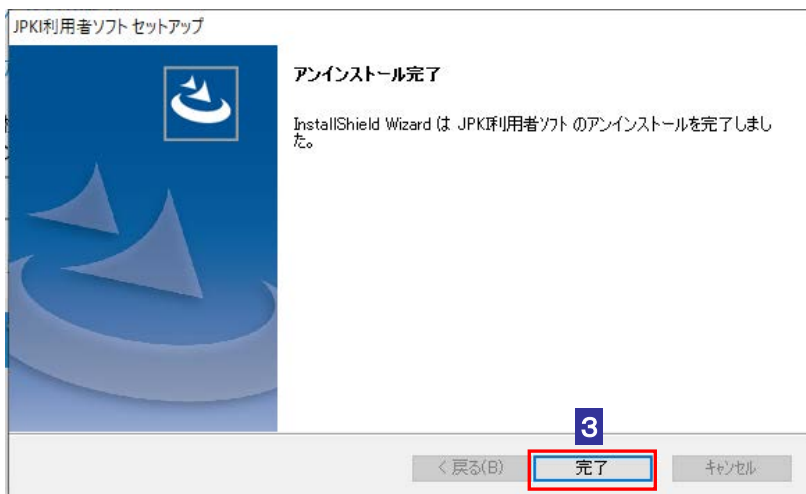 JPKI利用者ソフト セットアップ
アンインストール完了
InstallShield Wizard は JPKI利用者ソフト のアンインストールを完了しまし
た。
3
< 戻る(B)
完了
キャンセル